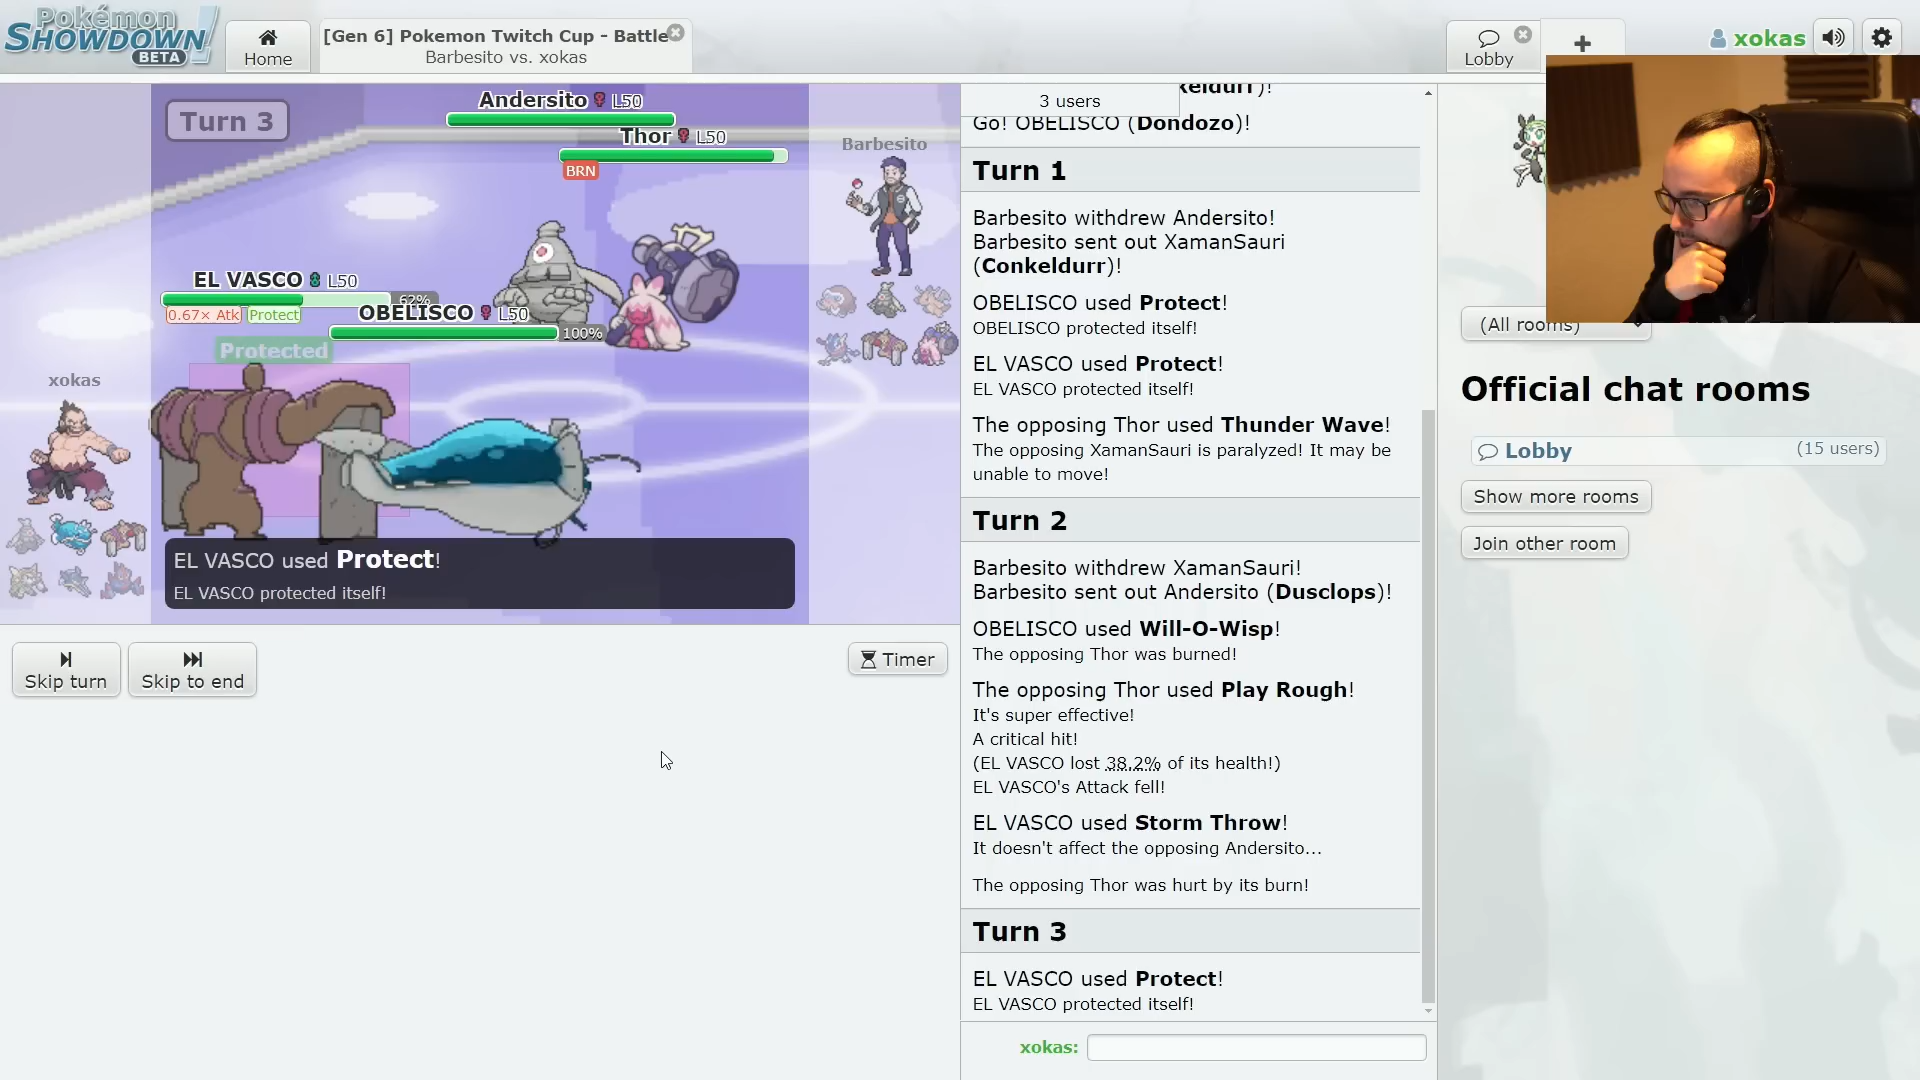 Pokémon
SHOWDOWN!
BETA
Home
[Gen 6] Pokemon Twitch Cup - Battle
Barbesito vs. xokas
Lobby
xokas
Turn 3
Andersito L50
Thor L50
BRN
EL VASCO L50
62%
0.67× Atk Protect
OBELISCO L50
100%
Protected
Barbesito
xokas
EL VASCO used Protect!
EL VASCO protected itself!
Skip turn
Skip to end
Timer
3 users
Go! OBELISCO (Dondozo)!
Turn 1
Barbesito withdrew Andersito!
Barbesito sent out XamanSauri
(Conkeldurr)!
OBELISCO used Protect!
OBELISCO protected itself!
EL VASCO used Protect!
EL VASCO protected itself!
The opposing Thor used Thunder Wave!
The opposing XamanSauri is paralyzed! It may be
unable to move!
Turn 2
Barbesito withdrew XamanSauri!
Barbesito sent out Andersito (Dusclops)!
OBELISCO used Will-O-Wisp!
The opposing Thor was burned!
The opposing Thor used Play Rough!
It's super effective!
A critical hit!
(EL VASCO lost 38.2% of its health!)
EL VASCO's Attack fell!
EL VASCO used Storm Throw!
It doesn't affect the opposing Andersito...
The opposing Thor was hurt by its burn!
Turn 3
EL VASCO used Protect!
EL VASCO protected itself!
xokas:
(All rooms)
Official chat rooms
Lobby (15 users)
Show more rooms
Join other room